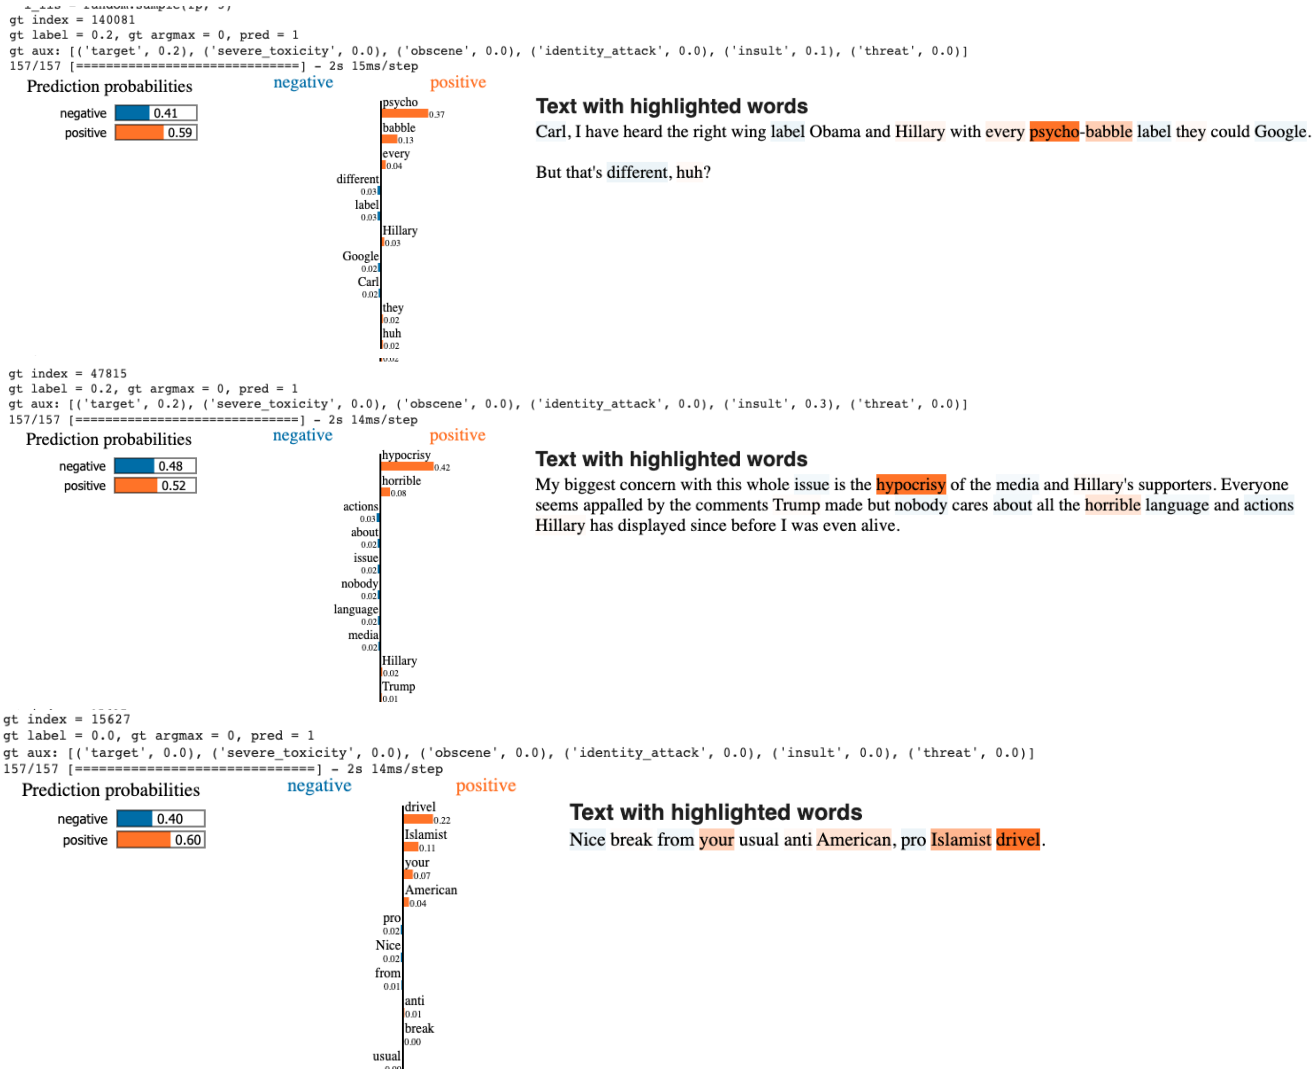 gt index = 140081
gt label = 0.2, gt argmax = 0, pred = 1
gt aux: [('target', 0.2), ('severe_toxicity', 0.0), ('obscene', 0.0), ('identity_attack', 0.0), ('insult', 0.1), ('threat', 0.0)]
157/157 [==============================] - 2s 15ms/step
Prediction probabilities
negative 0.41
positive 0.59
negative positive
psycho
0.37
babble
0.13
every
0.04
different
0.03
label
0.03
Hillary
0.03
Google
0.02
Carl
0.02
they
0.02
huh
0.02
Text with highlighted words
Carl, I have heard the right wing label Obama and Hillary with every psycho-babble label they could Google.
But that's different, huh?
gt index = 47815
gt label = 0.2, gt argmax = 0, pred = 1
gt aux: [('target', 0.2), ('severe_toxicity', 0.0), ('obscene', 0.0), ('identity_attack', 0.0), ('insult', 0.3), ('threat', 0.0)]
157/157 [==============================] - 2s 14ms/step
Prediction probabilities
negative 0.48
positive 0.52
negative positive
hypocrisy
0.42
horrible
0.08
actions
0.03
about
0.02
issue
0.02
nobody
0.02
language
0.02
media
0.02
Hillary
0.02
Trump
0.01
Text with highlighted words
My biggest concern with this whole issue is the hypocrisy of the media and Hillary's supporters. Everyone
seems appalled by the comments Trump made but nobody cares about all the horrible language and actions
Hillary has displayed since before I was even alive.
gt index = 15627
gt label = 0.0, gt argmax = 0, pred = 1
gt aux: [('target', 0.0), ('severe_toxicity', 0.0), ('obscene', 0.0), ('identity_attack', 0.0), ('insult', 0.0), ('threat', 0.0)]
157/157 [==============================] - 2s 14ms/step
Prediction probabilities
negative 0.40
positive 0.60
negative positive
drivel
0.22
Islamist
0.11
your
0.07
American
0.04
pro
0.02
Nice
0.02
from
0.01
anti
0.01
break
0.00
usual
Text with highlighted words
Nice break from your usual anti American, pro Islamist drivel.